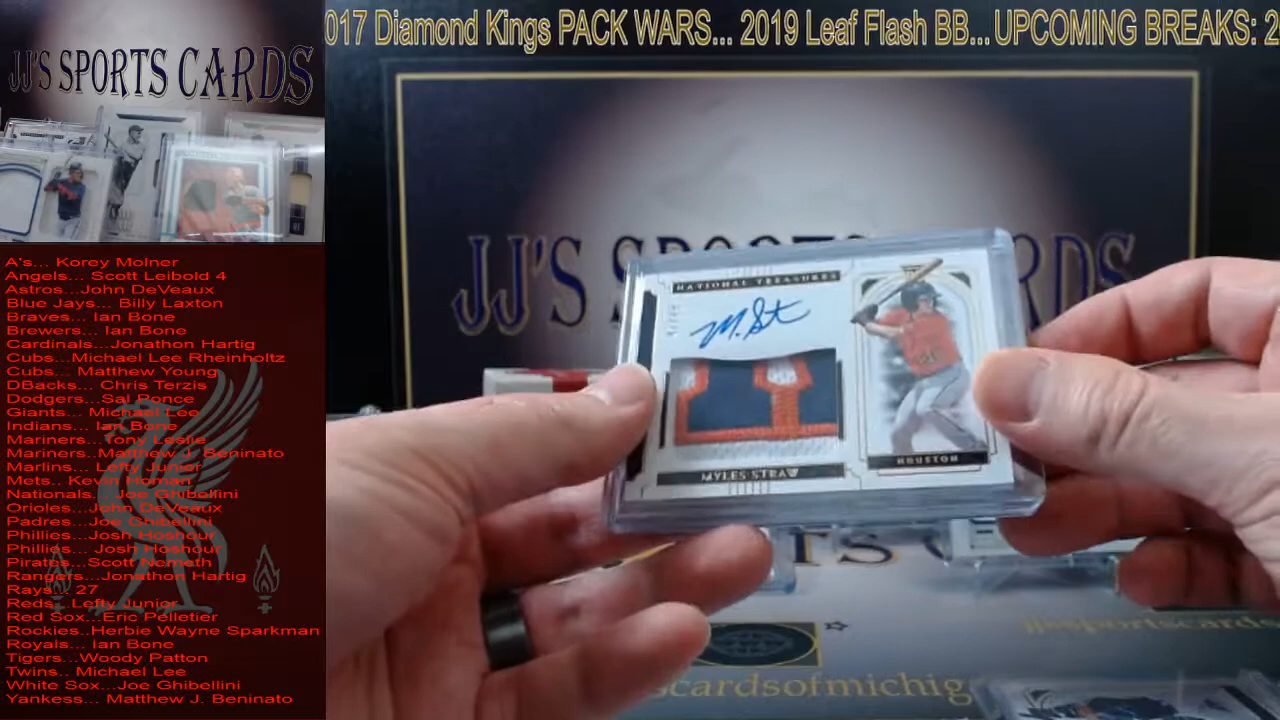 017 Diamond Kings PACK WARS... 2019 Leaf Flash BB... UPCOMING BREAKS: 2
JJ'S SPORTS CARDS
A's... Korey Molner
Angels... Scott Leibold 4
Astros...John DeVeaux
Blue Jays... Billy Laxton
Braves... Ian Bone
Brewers... Ian Bone
Cardinals...Jonathon Hartig
Cubs...Michael Lee Rheinholtz
Cubs... Matthew Young
DBacks... Chris Terzis
Dodgers...Sal Ponce
Giants... Michael Lee
Indians... Ian Bone
Mariners...Tony Leslie
Mariners..Matthew J. Beninato
Marlins... Lefty Junior
Mets.. Kevin Homan
Nationals... Joe Ghibellini
Orioles...John DeVeaux
Padres...Joe Ghibellini
Phillies... Josh Hoshour
Phillies... Josh Hoshour
Pirates...Scott Nemeth
Rangers...Jonathon Hartig
Rays... 27
Reds...Lefty Junior
Red Sox...Eric Pelletier
Rockies..Herbie Wayne Sparkman
Royals... Ian Bone
Tigers...Woody Patton
Twins.. Michael Lee
White Sox...Joe Ghibellini
Yankess... Matthew J. Beninato
JJ'S SPORTS CARDS
NATIONAL TREASURES
M. St
MYLES STRAW
HOUSTON
jjsportscards
scardsofmichig